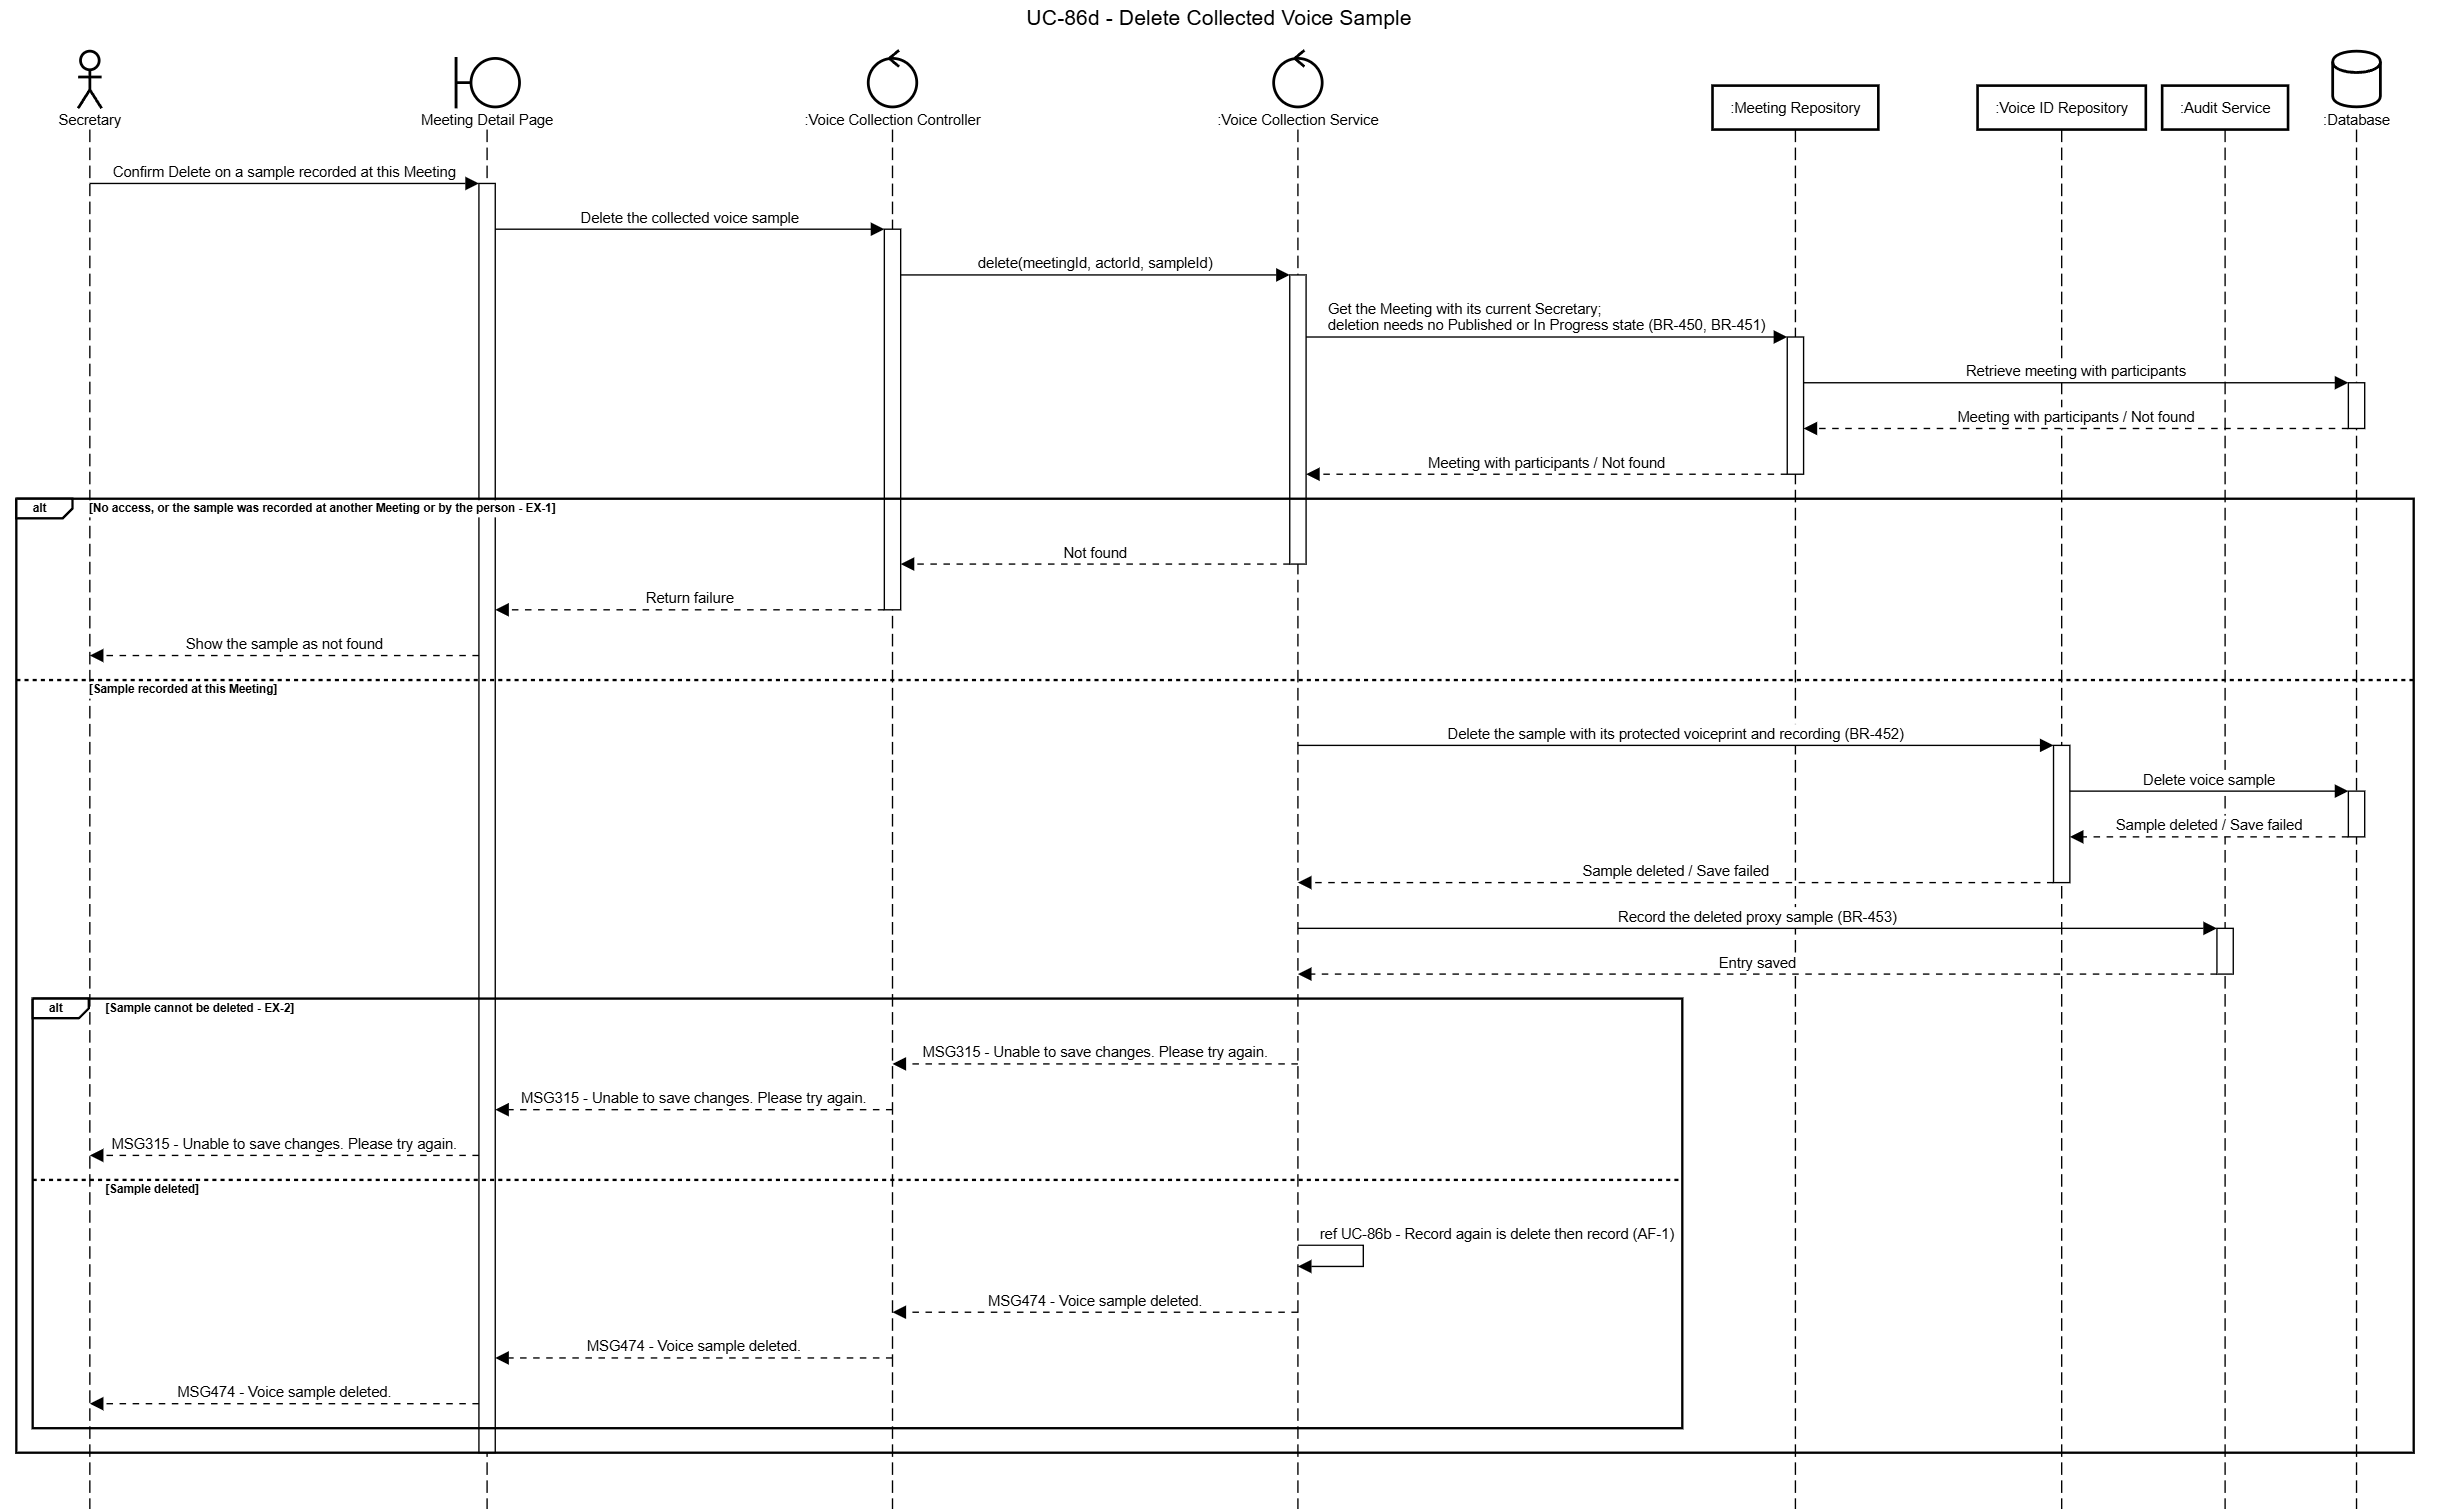 UC-86d - Delete Collected Voice Sample
Secretary
Meeting Detail Page
:Voice Collection Controller
:Voice Collection Service
:Meeting Repository
:Voice ID Repository
:Audit Service
:Database
Confirm Delete on a sample recorded at this Meeting
Delete the collected voice sample
delete(meetingId, actorId, sampleId)
Get the Meeting with its current Secretary;
deletion needs no Published or In Progress state (BR-450, BR-451)
Retrieve meeting with participants
Meeting with participants / Not found
Meeting with participants / Not found
alt
[No access, or the sample was recorded at another Meeting or by the person - EX-1]
Not found
Return failure
Show the sample as not found
[Sample recorded at this Meeting]
Delete the sample with its protected voiceprint and recording (BR-452)
Delete voice sample
Sample deleted / Save failed
Sample deleted / Save failed
Record the deleted proxy sample (BR-453)
Entry saved
alt
[Sample cannot be deleted - EX-2]
MSG315 - Unable to save changes. Please try again.
MSG315 - Unable to save changes. Please try again.
MSG315 - Unable to save changes. Please try again.
[Sample deleted]
ref UC-86b - Record again is delete then record (AF-1)
MSG474 - Voice sample deleted.
MSG474 - Voice sample deleted.
MSG474 - Voice sample deleted.